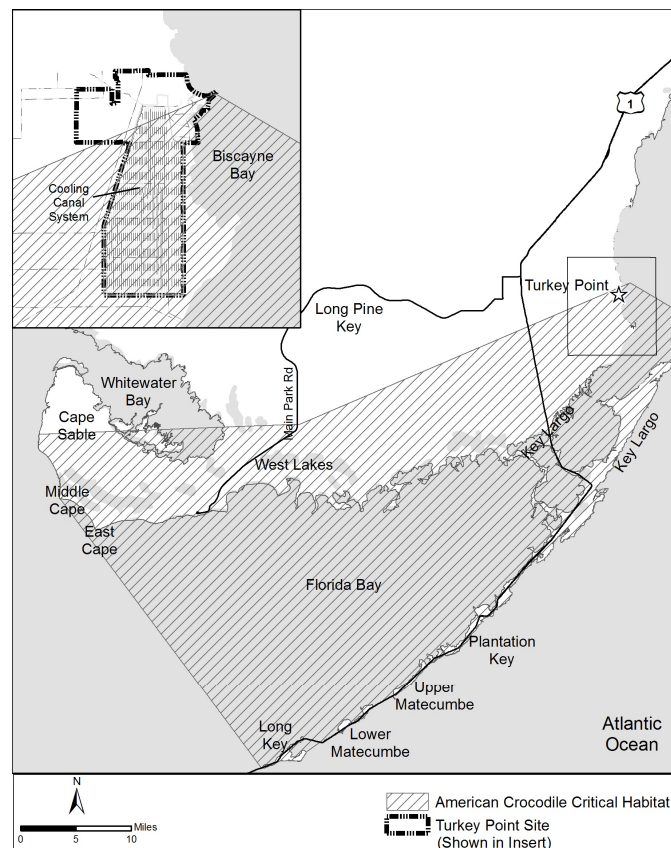 Biscayne
Bay
Cooling
Canal
System
1
Turkey Point
Long Pine
Key
Main Park Rd
Whitewater
Bay
Cape
Sable
Key Largo
Key Largo
West Lakes
Middle
Cape
East
Cape
Florida Bay
Plantation
Key
Upper
Matecumbe
Long
Key
Lower
Matecumbe
Atlantic
Ocean
N
Miles
0 5 10
American Crocodile Critical Habitat
Turkey Point Site
(Shown in Insert)